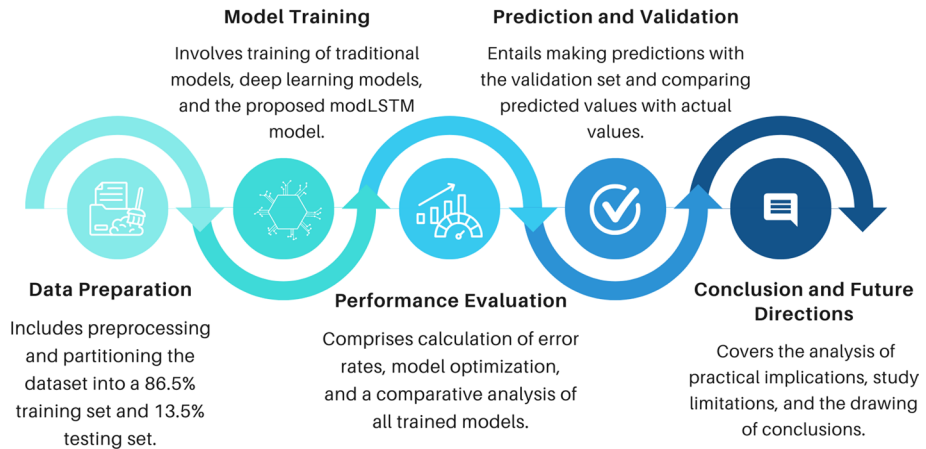 Model Training
Involves training of traditional
models, deep learning models,
and the proposed modLSTM
model.
Prediction and Validation
Entails making predictions with
the validation set and comparing
predicted values with actual
values.
Data Preparation
Includes preprocessing
and partitioning the
dataset into a 86.5%
training set and 13.5%
testing set.
Performance Evaluation
Comprises calculation of error
rates, model optimization,
and a comparative analysis of
all trained models.
Conclusion and Future
Directions
Covers the analysis of
practical implications, study
limitations, and the drawing
of conclusions.